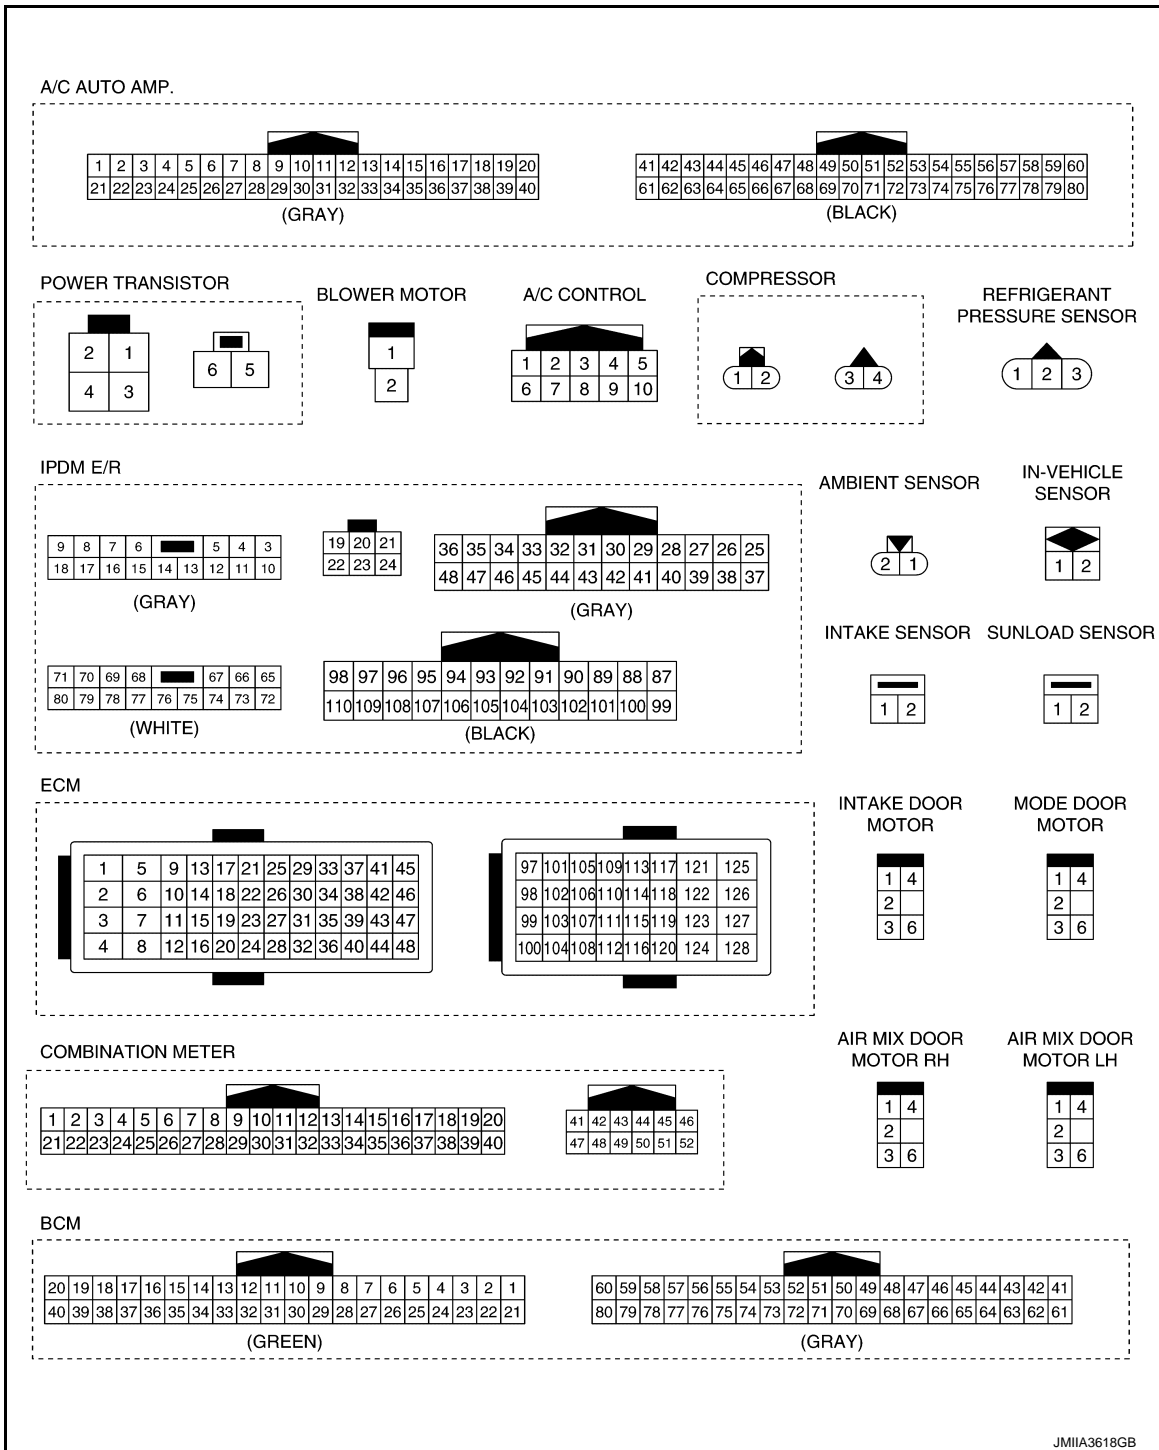 A/C AUTO AMP.
1 2 3 4 5 6 7 8 9 10 11 12 13 14 15 16 17 18 19 20
21 22 23 24 25 26 27 28 29 30 31 32 33 34 35 36 37 38 39 40
(GRAY)
41 42 43 44 45 46 47 48 49 50 51 52 53 54 55 56 57 58 59 60
61 62 63 64 65 66 67 68 69 70 71 72 73 74 75 76 77 78 79 80
(BLACK)
POWER TRANSISTOR
2 1
4 3
6 5
BLOWER MOTOR
1
2
A/C CONTROL
1 2 3 4 5
6 7 8 9 10
COMPRESSOR
1 2
3 4
REFRIGERANT
PRESSURE SENSOR
1 2 3
IPDM E/R
9 8 7 6 5 4 3
18 17 16 15 14 13 12 11 10
(GRAY)
19 20 21
22 23 24
36 35 34 33 32 31 30 29 28 27 26 25
48 47 46 45 44 43 42 41 40 39 38 37
(GRAY)
71 70 69 68 67 66 65
80 79 78 77 76 75 74 73 72
(WHITE)
98 97 96 95 94 93 92 91 90 89 88 87
110 109 108 107 106 105 104 103 102 101 100 99
(BLACK)
AMBIENT SENSOR
2 1
IN-VEHICLE
SENSOR
1 2
INTAKE SENSOR
1 2
SUNLOAD SENSOR
1 2
ECM
1 5 9 13 17 21 25 29 33 37 41 45
2 6 10 14 18 22 26 30 34 38 42 46
3 7 11 15 19 23 27 31 35 39 43 47
4 8 12 16 20 24 28 32 36 40 44 48
97 101 105 109 113 117 121 125
98 102 106 110 114 118 122 126
99 103 107 111 115 119 123 127
100 104 108 112 116 120 124 128
INTAKE DOOR
MOTOR
1 4
2
3 6
MODE DOOR
MOTOR
1 4
2
3 6
COMBINATION METER
1 2 3 4 5 6 7 8 9 10 11 12 13 14 15 16 17 18 19 20
21 22 23 24 25 26 27 28 29 30 31 32 33 34 35 36 37 38 39 40
41 42 43 44 45 46
47 48 49 50 51 52
AIR MIX DOOR
MOTOR RH
1 4
2
3 6
AIR MIX DOOR
MOTOR LH
1 4
2
3 6
BCM
20 19 18 17 16 15 14 13 12 11 10 9 8 7 6 5 4 3 2 1
40 39 38 37 36 35 34 33 32 31 30 29 28 27 26 25 24 23 22 21
(GREEN)
60 59 58 57 56 55 54 53 52 51 50 49 48 47 46 45 44 43 42 41
80 79 78 77 76 75 74 73 72 71 70 69 68 67 66 65 64 63 62 61
(GRAY)
JMIIA3618GB